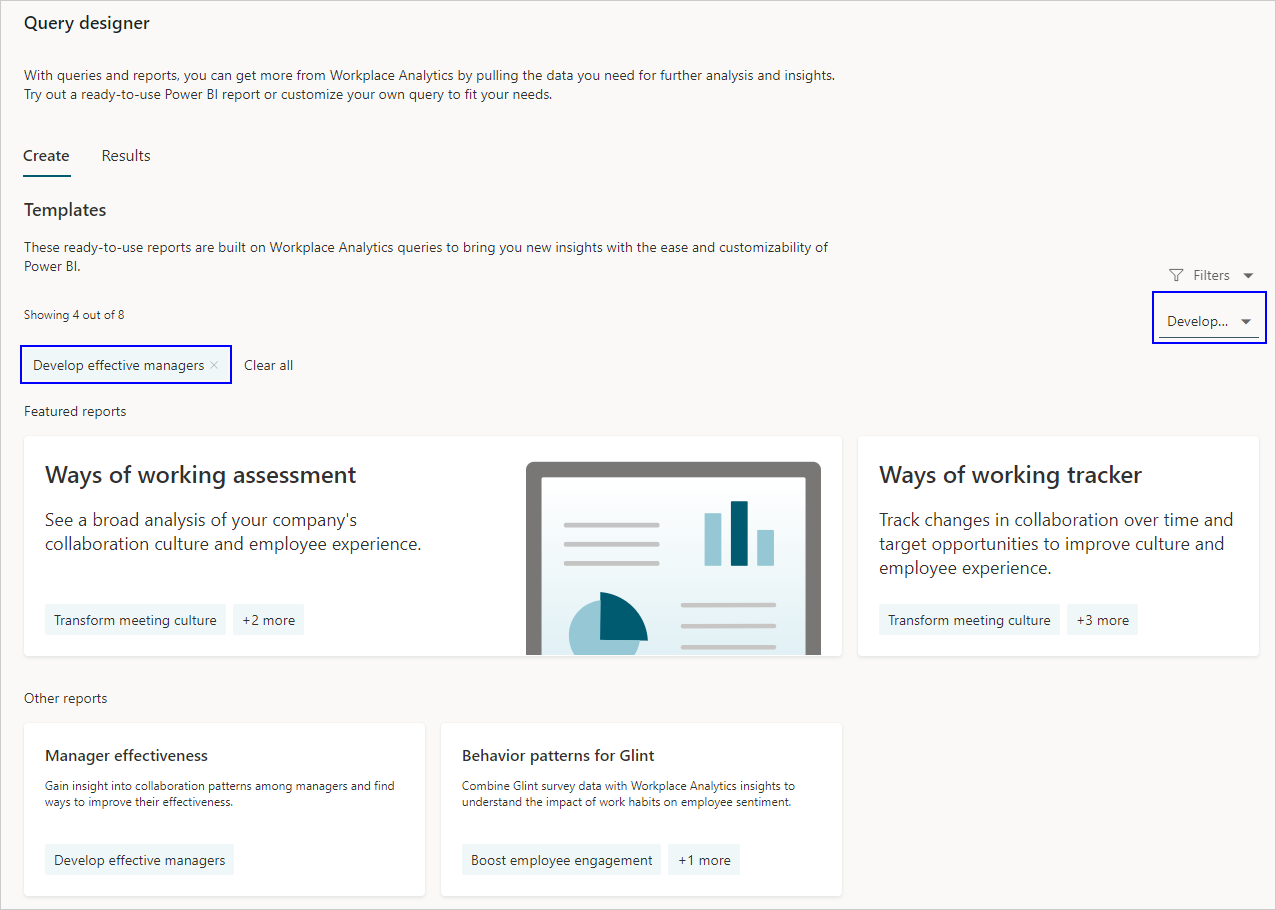 Query designer
With queries and reports, you can get more from Workplace Analytics by pulling the data you need for further analysis and insights.
Try out a ready-to-use Power BI report or customize your own query to fit your needs.
Create
Results
Templates
These ready-to-use reports are built on Workplace Analytics queries to bring you new insights with the ease and customizability of
Power BI.
Filters
Showing 4 out of 8
Develop...
Develop effective managers ×
Clear all
Featured reports
Ways of working assessment
See a broad analysis of your company's
collaboration culture and employee experience.
Transform meeting culture
+2 more
Ways of working tracker
Track changes in collaboration over time and
target opportunities to improve culture and
employee experience.
Transform meeting culture
+3 more
Other reports
Manager effectiveness
Gain insight into collaboration patterns among managers and find
ways to improve their effectiveness.
Develop effective managers
Behavior patterns for Glint
Combine Glint survey data with Workplace Analytics insights to
understand the impact of work habits on employee sentiment.
Boost employee engagement
+1 more